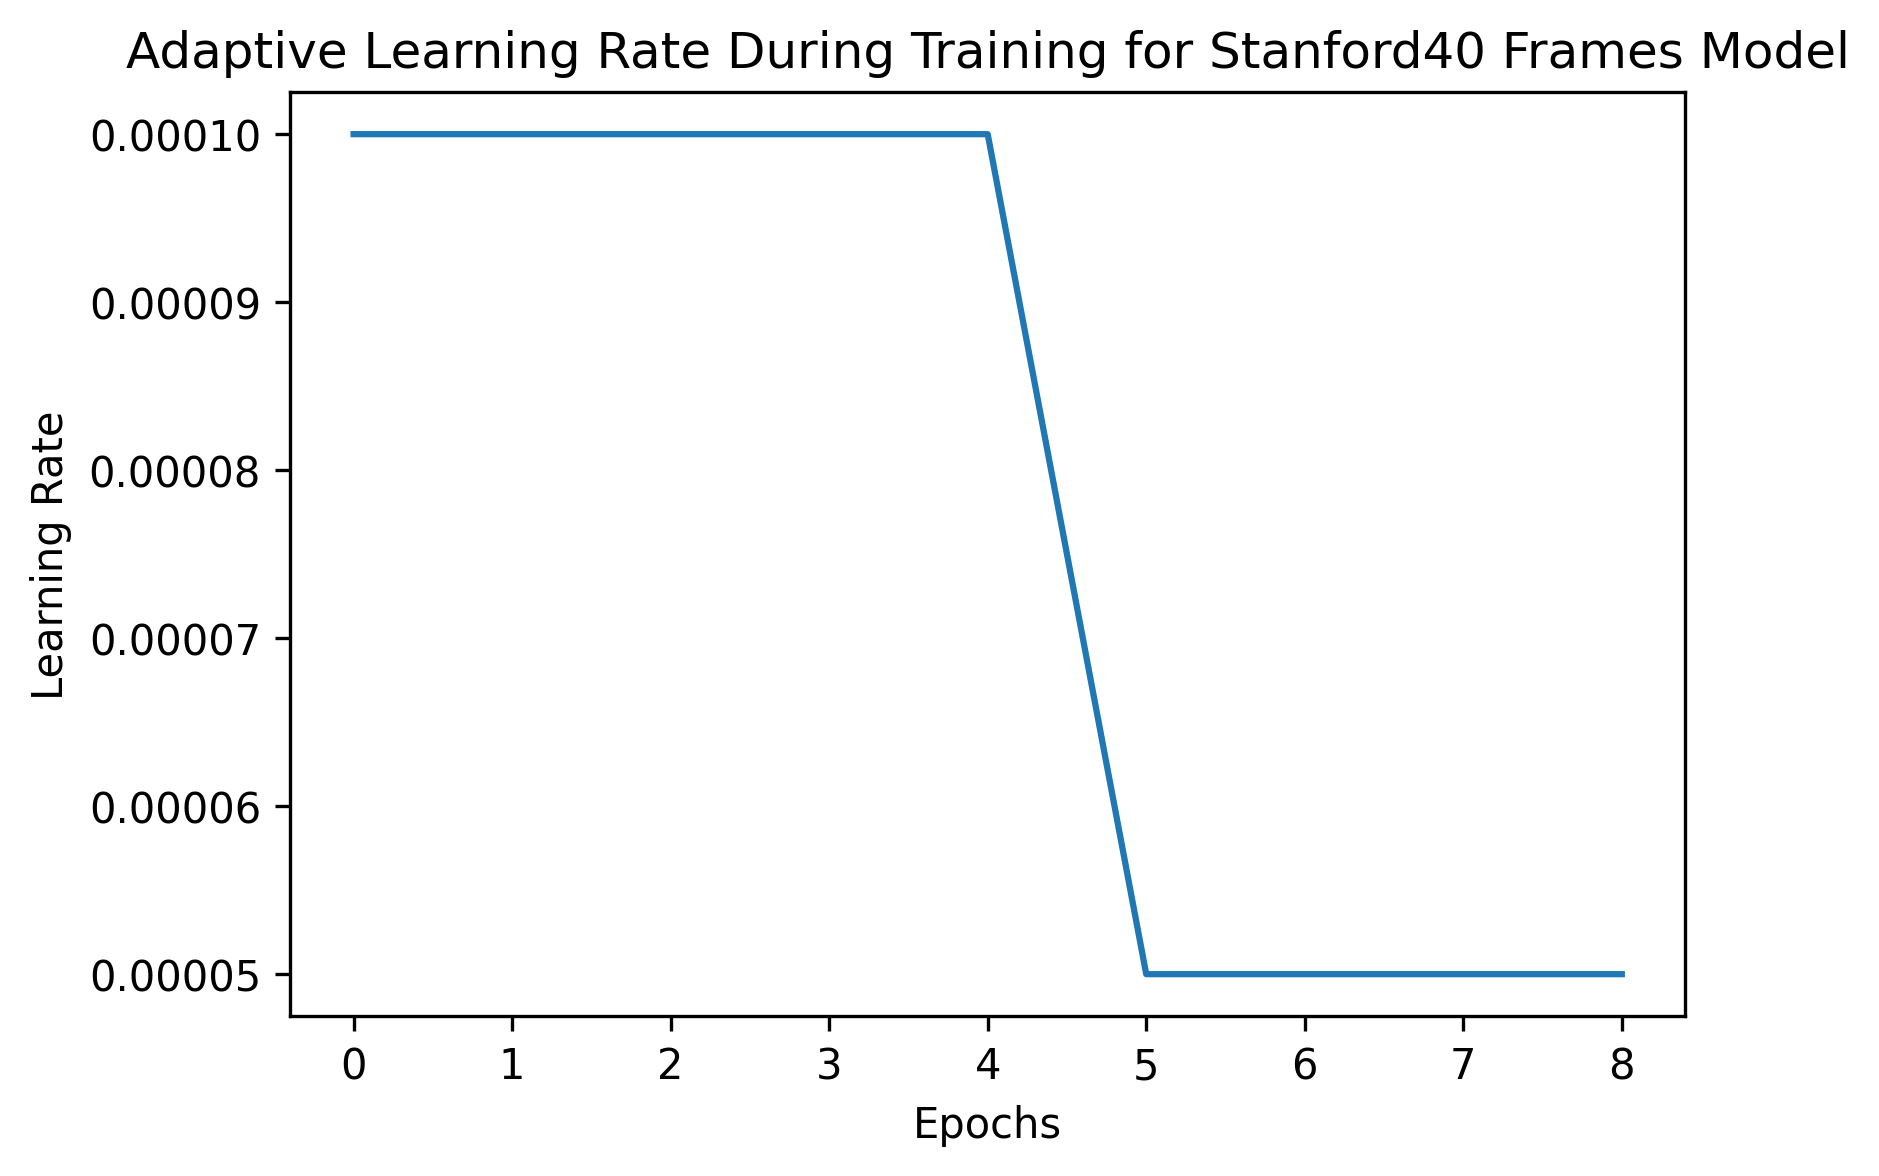 Adaptive Learning Rate During Training for Stanford40 Frames Model
0.00010
0.00009
0.00008
0.00007
0.00006
0.00005
Learning Rate
0 1 2 3 4 5 6 7 8
Epochs